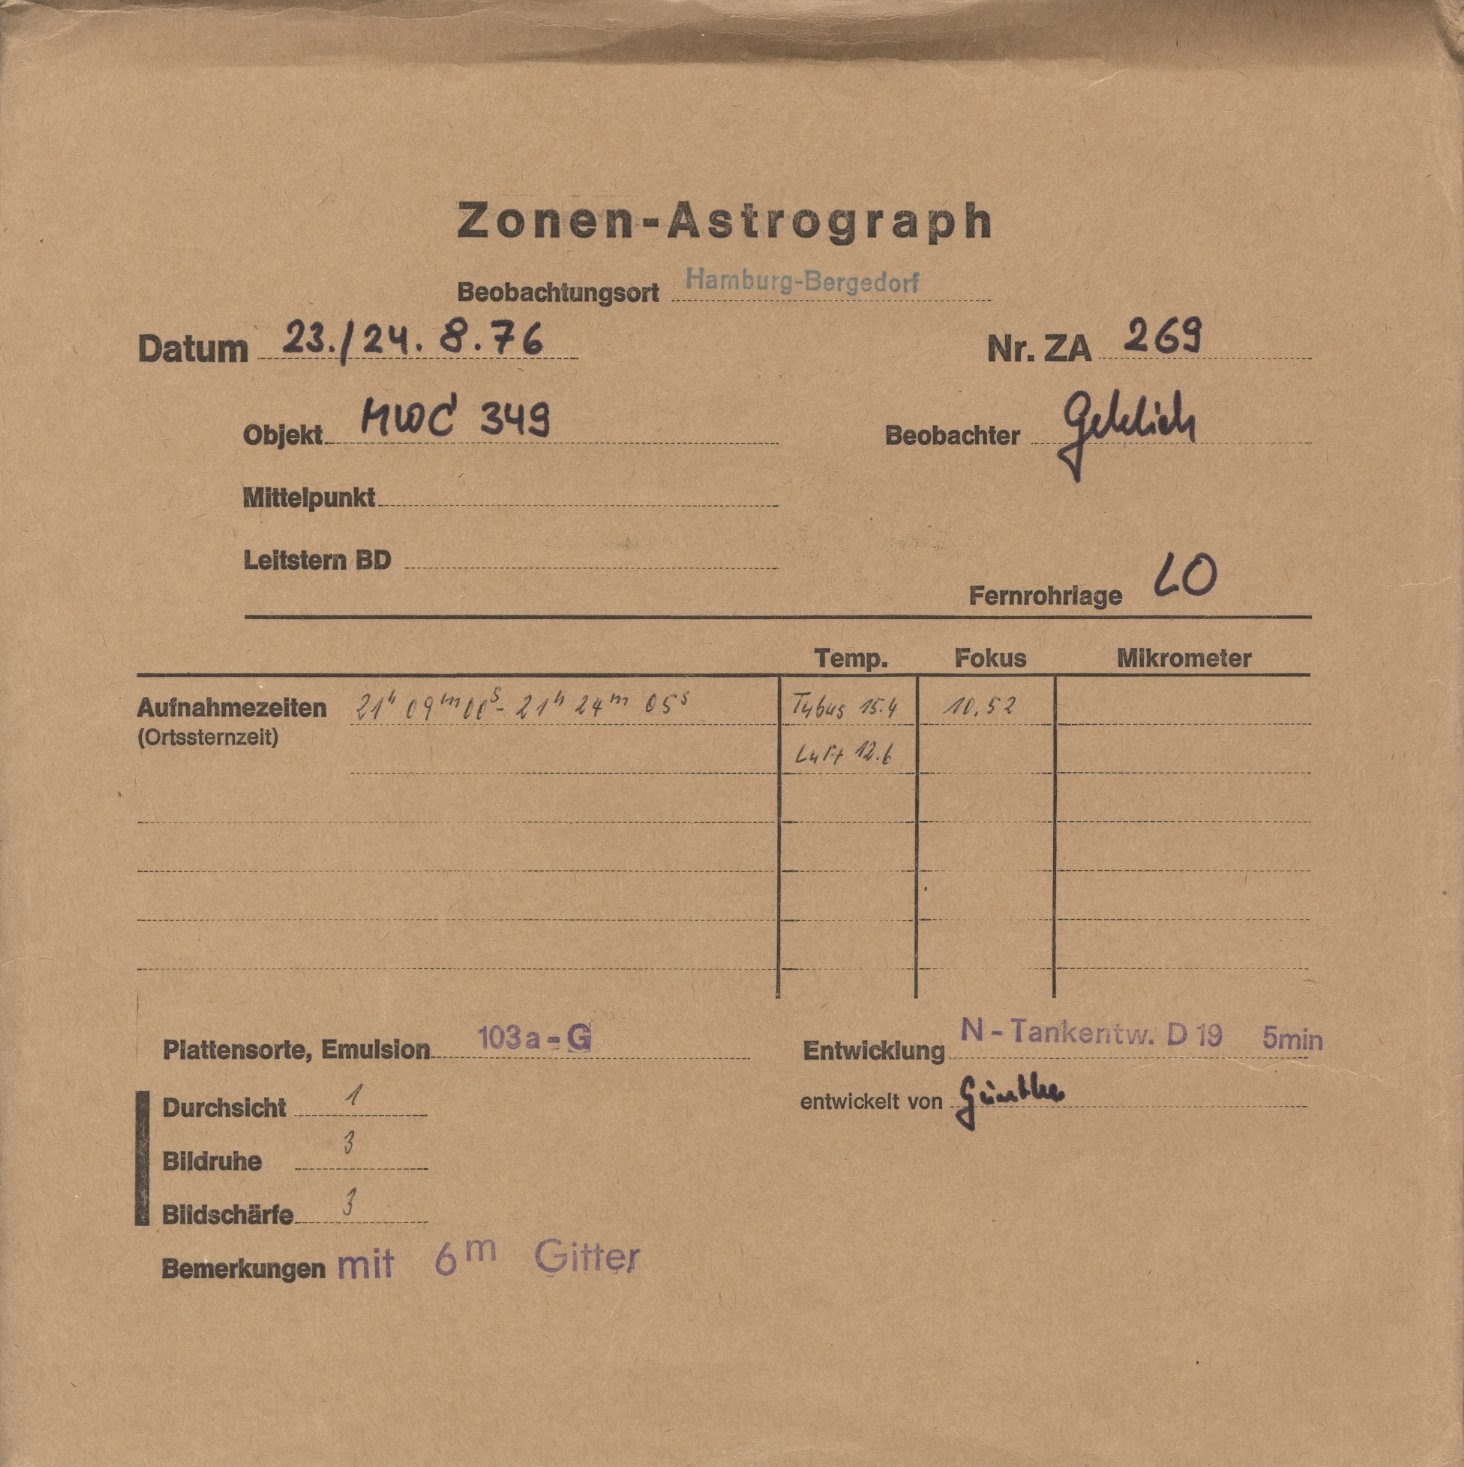 Zonen-Astrograph
Beobachtungsort Hamburg-Bergedorf
Datum 23./24. 8. 76 Nr. ZA 269
Objekt MWC 349 Beobachter
Mittelpunkt
Leitstern BD
Fernrohrlage LO
Temp. Fokus Mikrometer
Aufnahmezeiten 21h 09m 00s - 21h 24m 05s Tubus 15.4 10.52
(Ortssternzeit) Luft 12.6
Plattensorte, Emulsion 103a-G Entwicklung N-Tankentw. D 19 5min
Durchsicht 1 entwickelt von Günther
Bildruhe 3
Bildschärfe 3
Bemerkungen mit 6m Gitter